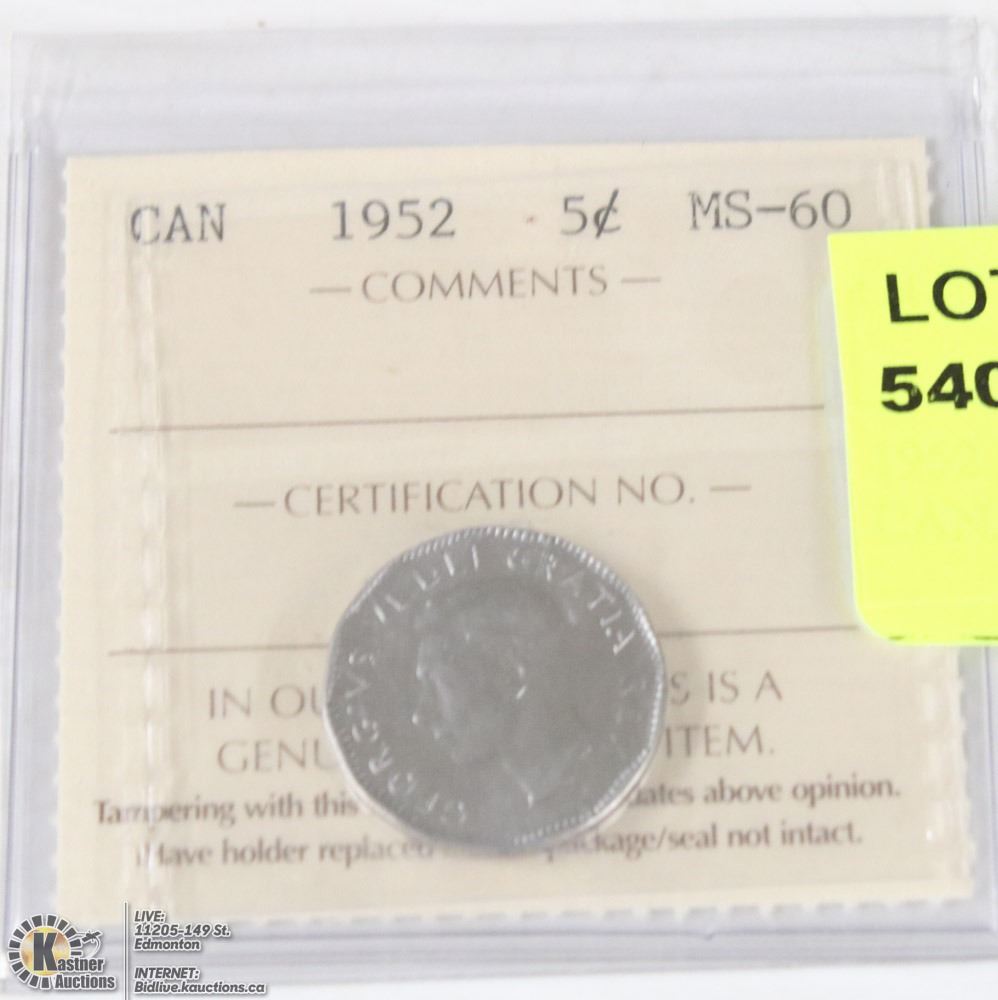 CAN 1952 5¢ MS-60
— COMMENTS —
LOT
540
— CERTIFICATION NO. —
VI DEI GRATIA
IN OU S IS A
GENU ITEM.
Tampering with this ates above opinion.
Have holder replaced package/seal not intact.
Kastner
Auctions
LIVE:
11205-149 St.
Edmonton
INTERNET:
Bidlive.kauctions.ca